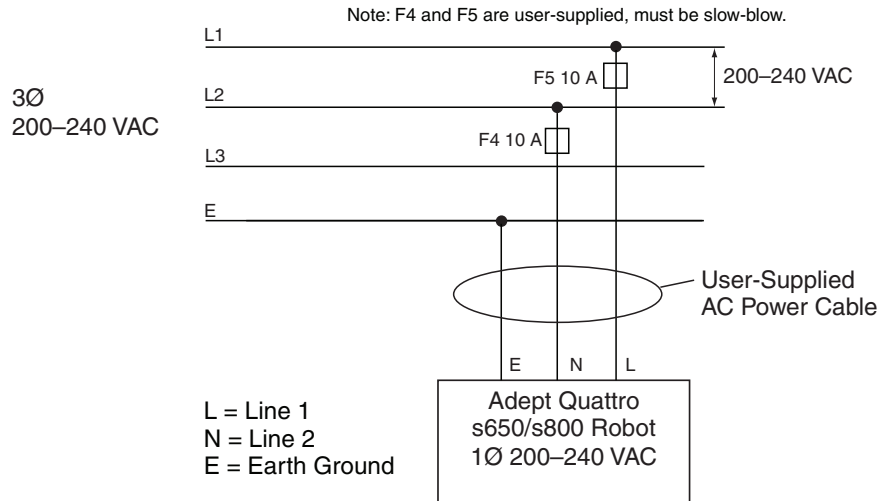 Note: F4 and F5 are user-supplied, must be slow-blow.
L1
F5 10 A
200–240 VAC
3Ø
200–240 VAC
L2
F4 10 A
L3
E
User-Supplied
AC Power Cable
E N L
L = Line 1
N = Line 2
E = Earth Ground
Adept Quattro
s650/s800 Robot
1Ø 200–240 VAC